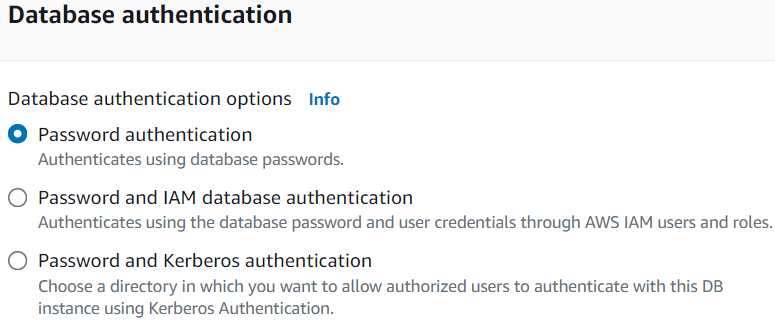 Database authentication
Database authentication options Info
Password authentication
Authenticates using database passwords.
Password and IAM database authentication
Authenticates using the database password and user credentials through AWS IAM users and roles.
Password and Kerberos authentication
Choose a directory in which you want to allow authorized users to authenticate with this DB
instance using Kerberos Authentication.